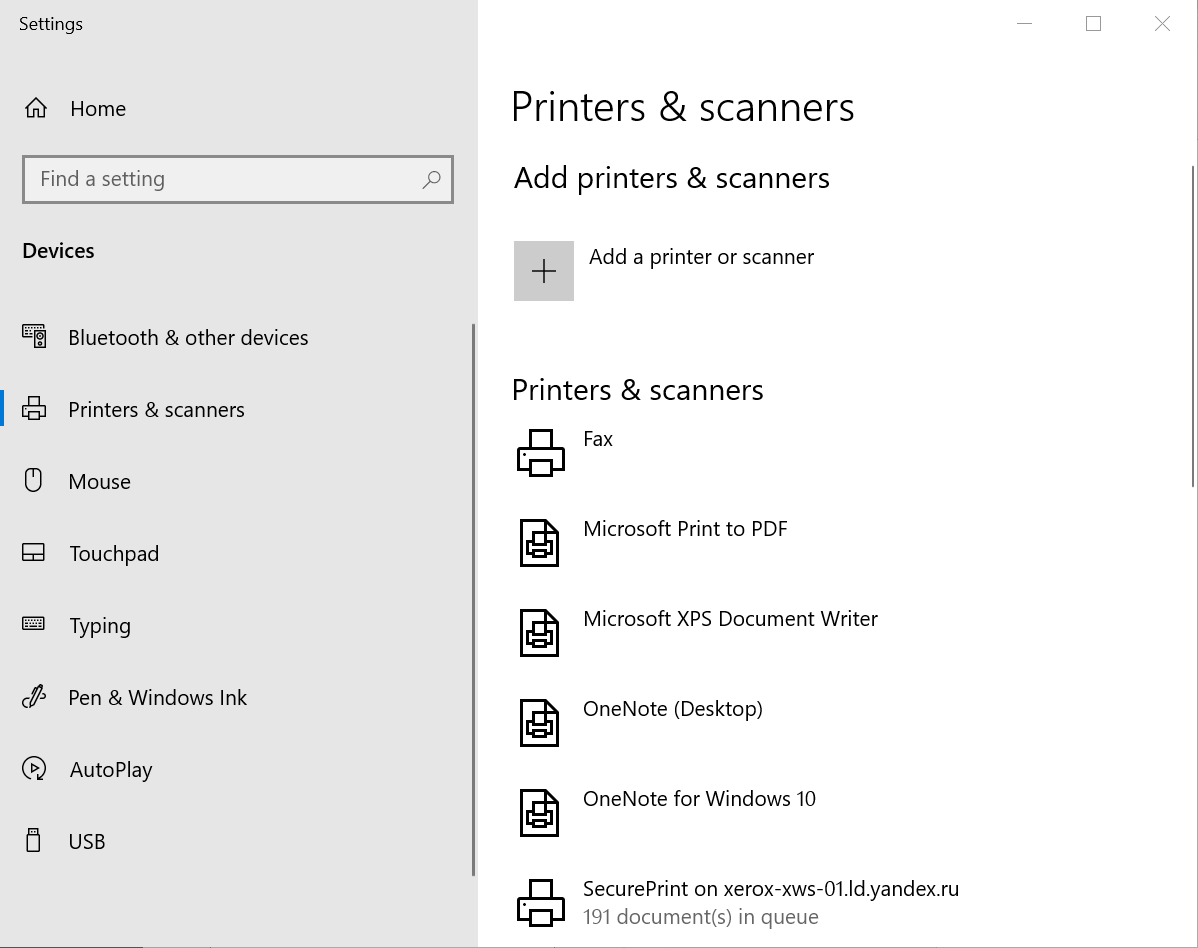 Settings
Home
Find a setting
Devices
Bluetooth & other devices
Printers & scanners
Mouse
Touchpad
Typing
Pen & Windows Ink
AutoPlay
USB
Printers & scanners
Add printers & scanners
Add a printer or scanner
Printers & scanners
Fax
Microsoft Print to PDF
Microsoft XPS Document Writer
OneNote (Desktop)
OneNote for Windows 10
SecurePrint on xerox-xws-01.ld.yandex.ru
191 document(s) in queue